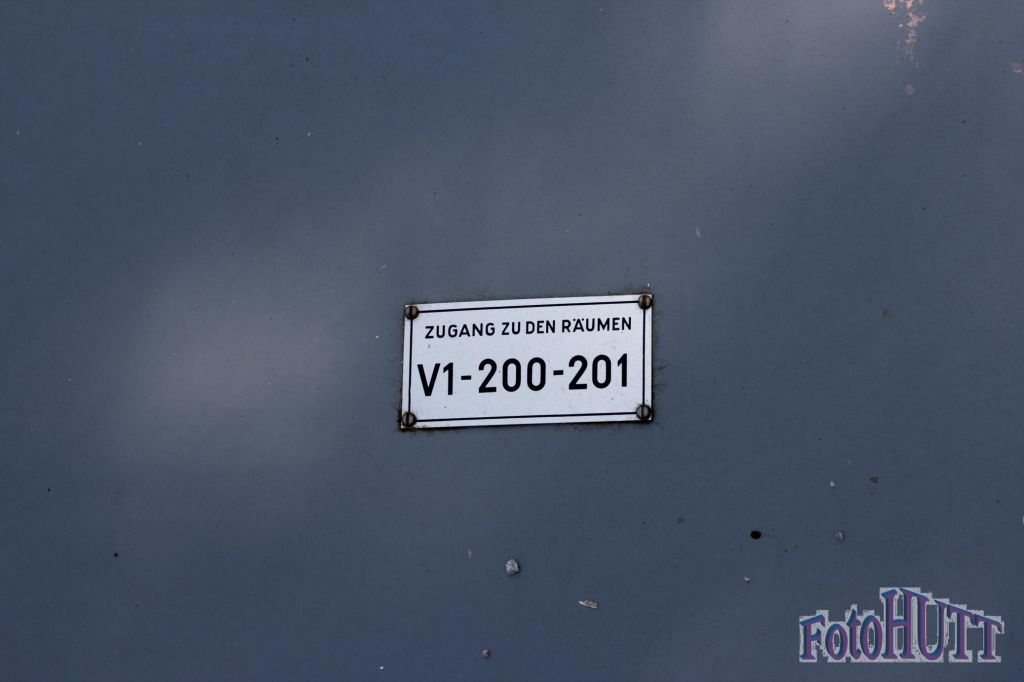 ZUGANG ZU DEN RÄUMEN
V1-200-201
FotoHUTT